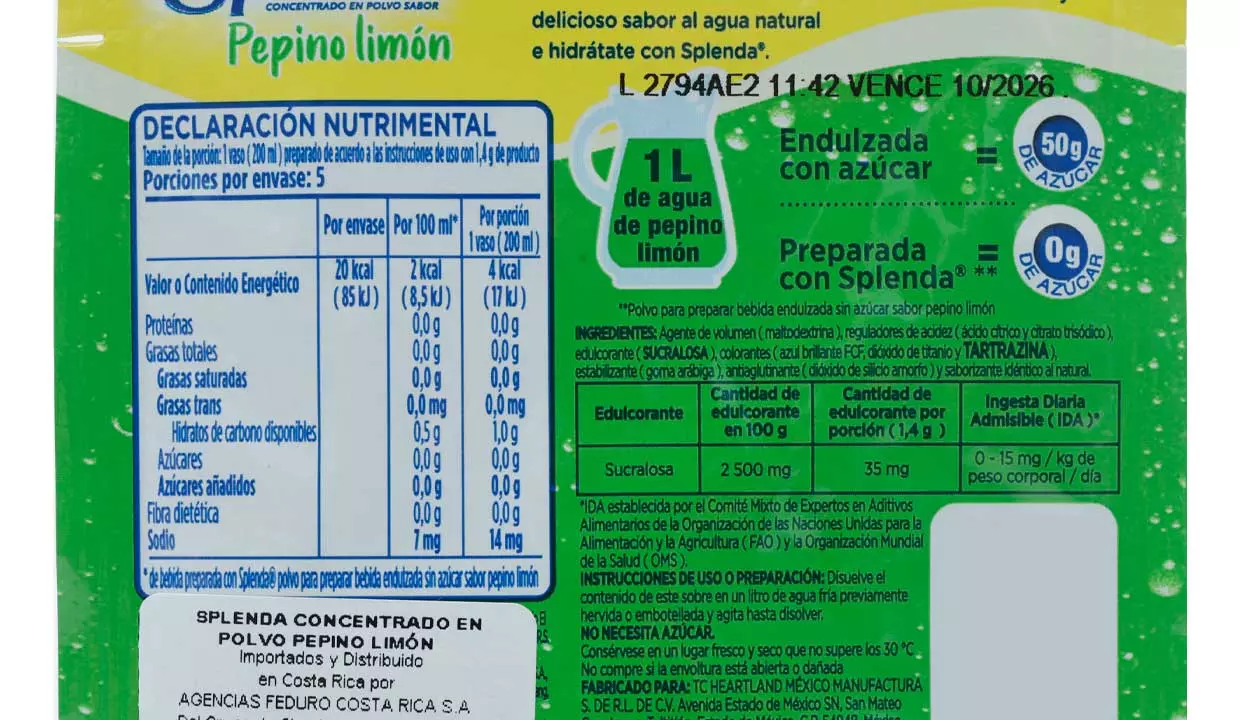 CONCENTRADO EN POLVO SABOR
Pepino limón
delicioso sabor al agua natural
e hidrátate con Splenda®.
L 2794AE2 11:42 VENCE 10/2026
DECLARACIÓN NUTRIMENTAL
Tamaño de la porción: 1 vaso ( 200 ml ) preparado de acuerdo a las instrucciones de uso con 1,4 g de producto
Porciones por envase: 5
Por envase Por 100 ml* Por porción 1 vaso ( 200 ml )
Valor o Contenido Energético 20 kcal ( 85 kJ ) 2 kcal ( 8,5 kJ ) 4 kcal ( 17 kJ )
Proteínas 0,0 g 0,0 g
Grasas totales 0,0 g 0,0 g
Grasas saturadas 0,0 g 0,0 g
Grasas trans 0,0 mg 0,0 mg
Hidratos de carbono disponibles 0,5 g 1,0 g
Azúcares 0,0 g 0,0 g
Azúcares añadidos 0,0 g 0,0 g
Fibra dietética 0,0 g 0,0 g
Sodio 7 mg 14 mg
* de bebida preparada con Splenda® polvo para preparar bebida endulzada sin azúcar sabor pepino limón
SPLENDA CONCENTRADO EN
POLVO PEPINO LIMÓN
Importados y Distribuido
en Costa Rica por
AGENCIAS FEDURO COSTA RICA S.A
1 L
de agua
de pepino
limón
Endulzada
con azúcar
=
50g
DE AZÚCAR
Preparada
con Splenda® **
=
0g
DE AZÚCAR
**Polvo para preparar bebida endulzada sin azúcar sabor pepino limón
INGREDIENTES: Agente de volumen ( maltodextrina ), reguladores de acidez ( ácido cítrico y citrato trisódico ),
edulcorante ( SUCRALOSA ), colorantes ( azul brillante FCF, dióxido de titanio y TARTRAZINA ),
estabilizante ( goma arábiga ), antiaglutinante ( dióxido de silicio amorfo ) y saborizante idéntico al natural.
Edulcorante Cantidad de edulcorante en 100 g Cantidad de edulcorante por porción ( 1,4 g ) Ingesta Diaria Admisible ( IDA )*
Sucralosa 2 500 mg 35 mg 0 - 15 mg / kg de peso corporal / día
*IDA establecida por el Comité Mixto de Expertos en Aditivos
Alimentarios de la Organización de las Naciones Unidas para la
Alimentación y la Agricultura ( FAO ) y la Organización Mundial
de la Salud ( OMS ).
INSTRUCCIONES DE USO O PREPARACIÓN: Disuelve el
contenido de este sobre en un litro de agua fría previamente
hervida o embotellada y agita hasta disolver.
NO NECESITA AZÚCAR.
Consérvese en un lugar fresco y seco que no supere los 30 °C
No compre si la envoltura está abierta o dañada
FABRICADO PARA: TC HEARTLAND MÉXICO MANUFACTURA
S. DE R.L. DE C.V. Avenida Estado de México SN, San Mateo